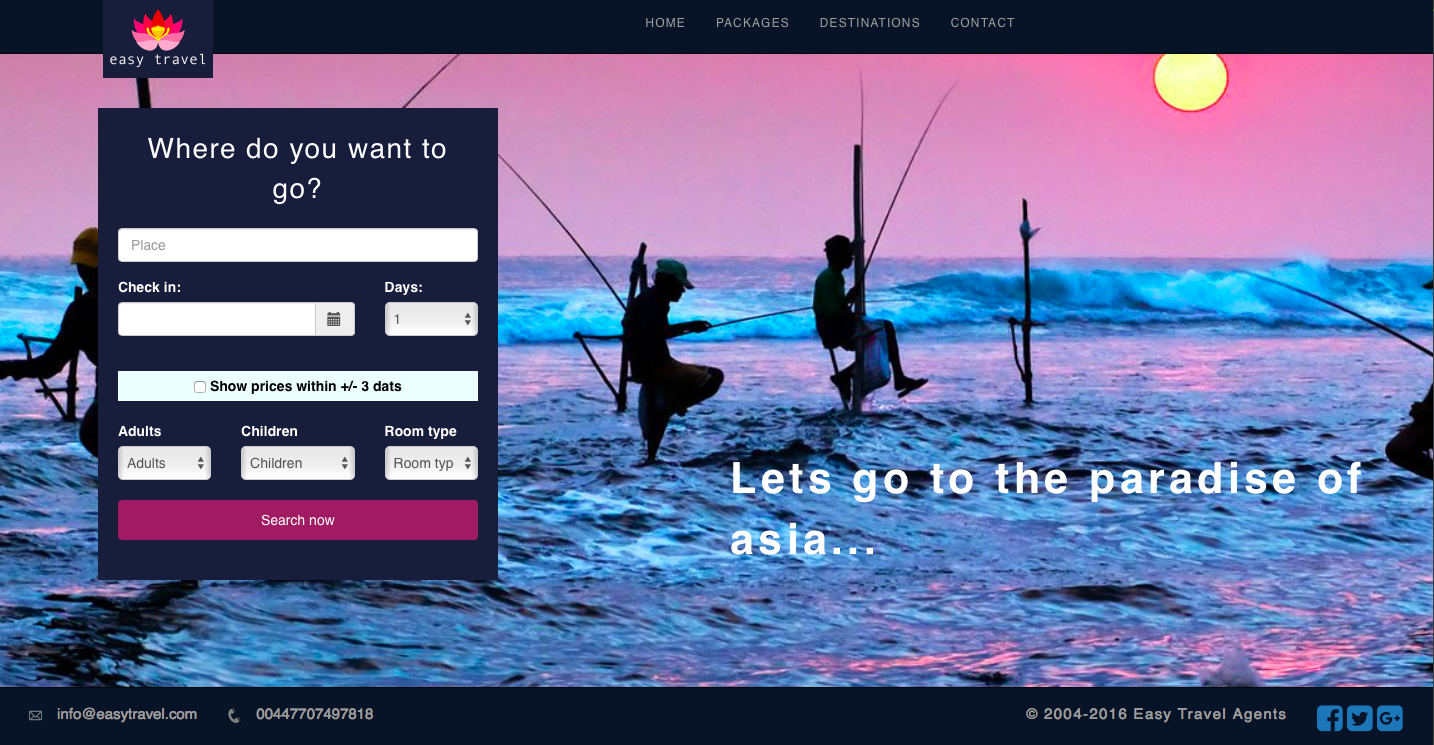 HOME PACKAGES DESTINATIONS CONTACT
easy travel
Where do you want to
go?
Place
Check in: Days:
1
Show prices within +/- 3 dats
Adults Children Room type
Adults Children Room typ
Search now
Lets go to the paradise of
asia...
info@easytravel.com 00447707497818 © 2004-2016 Easy Travel Agents